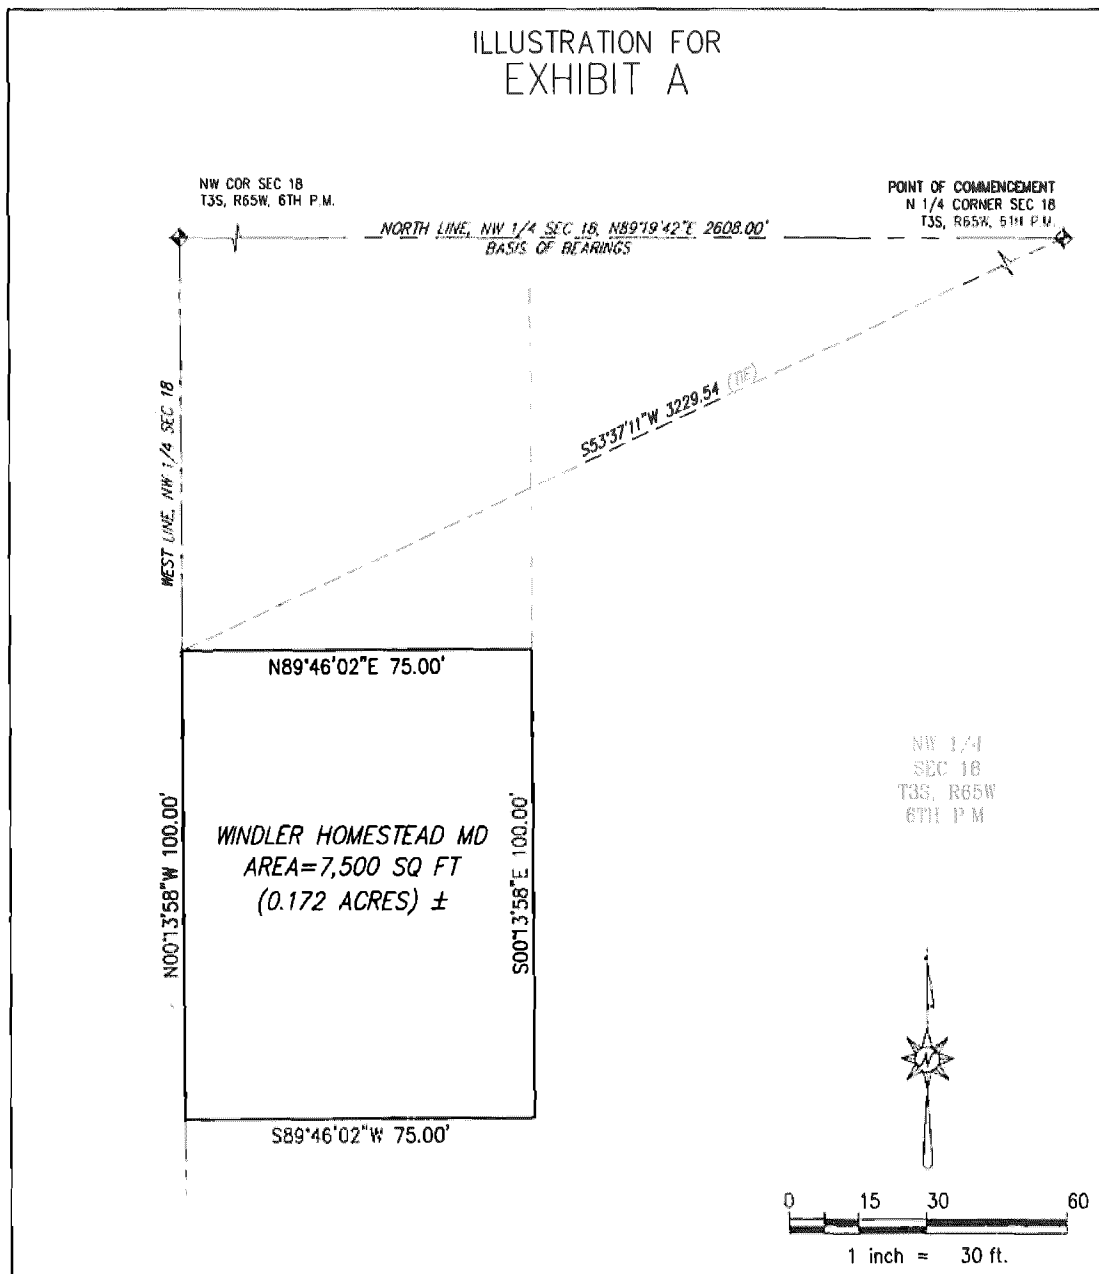 ILLUSTRATION FOR
EXHIBIT A
NW COR SEC 18
T3S, R65W, 6TH P.M.
POINT OF COMMENCEMENT
N 1/4 CORNER SEC 18
T3S, R65W, 6TH P.M.
NORTH LINE, NW 1/4 SEC 18, N89°19'42"E 2608.00'
BASIS OF BEARINGS
WEST LINE, NW 1/4 SEC 18
S53°37'11"W 3229.54 (TIE)
N89°46'02"E 75.00'
N00°13'58"W 100.00'
WINDLER HOMESTEAD MD
AREA=7,500 SQ FT
(0.172 ACRES) ±
S00°13'58"E 100.00'
S89°46'02"W 75.00'
NW 1/4
SEC 18
T3S, R65W
6TH P M
N
0 15 30 60
1 inch = 30 ft.